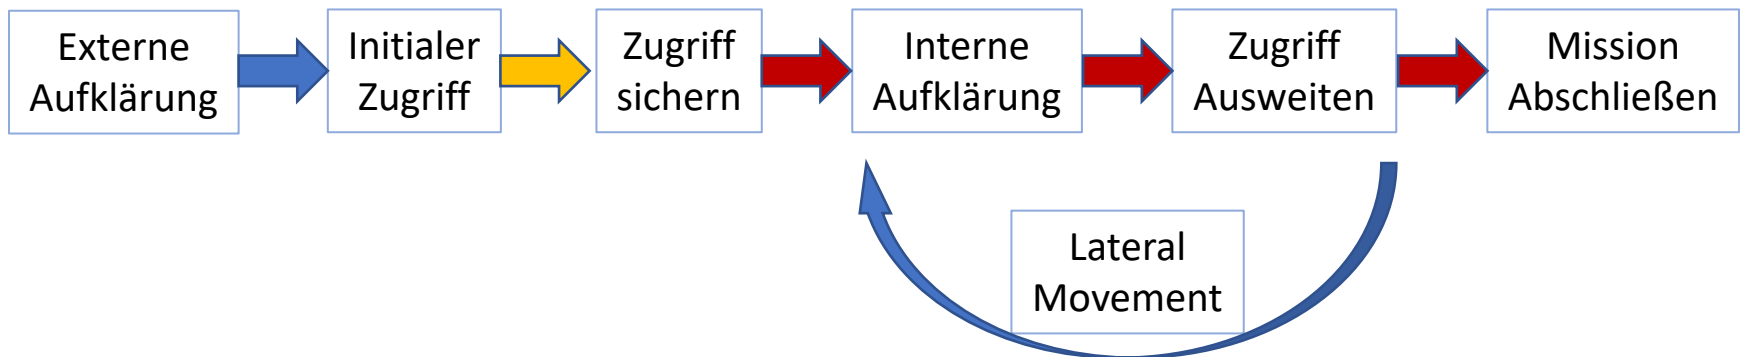 Externe
Aufklärung
Initialer
Zugriff
Zugriff
sichern
Interne
Aufklärung
Zugriff
Ausweiten
Mission
Abschließen
Lateral
Movement